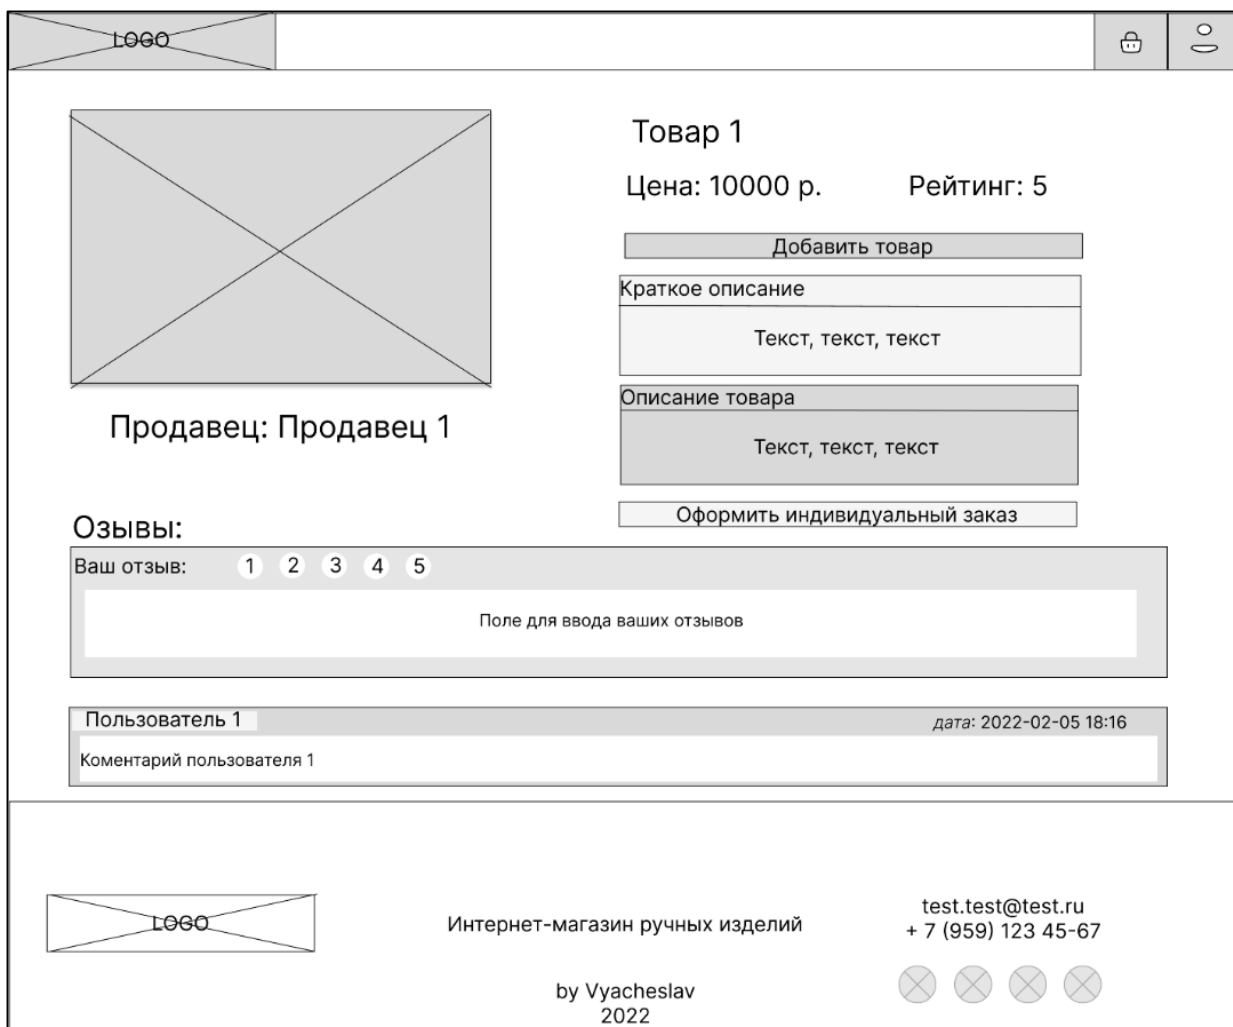 LOGO
Товар 1
Цена: 10000 р.
Рейтинг: 5
Добавить товар
Краткое описание
Текст, текст, текст
Описание товара
Текст, текст, текст
Оформить индивидуальный заказ
Продавец: Продавец 1
Озывы:
Ваш отзыв: 1 2 3 4 5
Поле для ввода ваших отзывов
Пользователь 1
дата: 2022-02-05 18:16
Коментарий пользователя 1
LOGO
Интернет-магазин ручных изделий
by Vyacheslav
2022
test.test@test.ru
+ 7 (959) 123 45-67